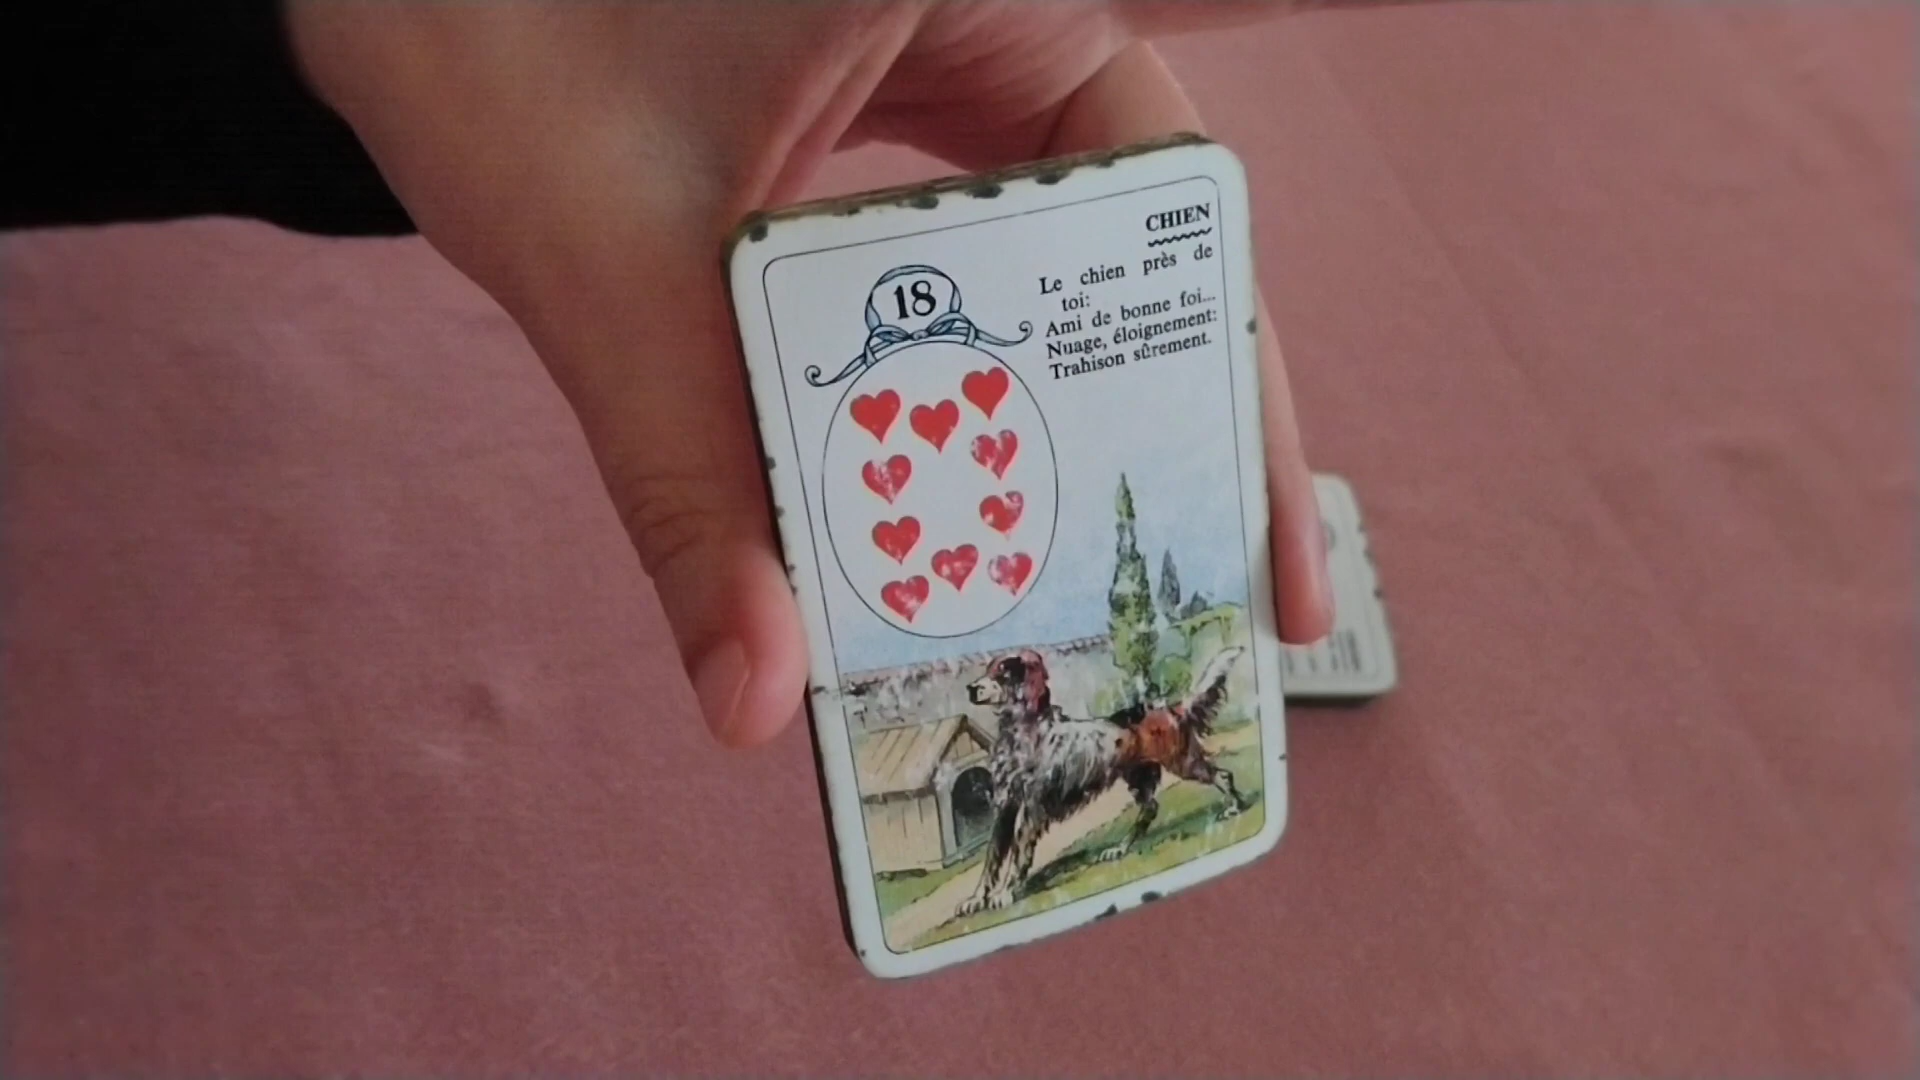 CHIEN
18
Le chien près de
toi:
Ami de bonne foi...
Nuage, éloignement:
Trahison sûrement.